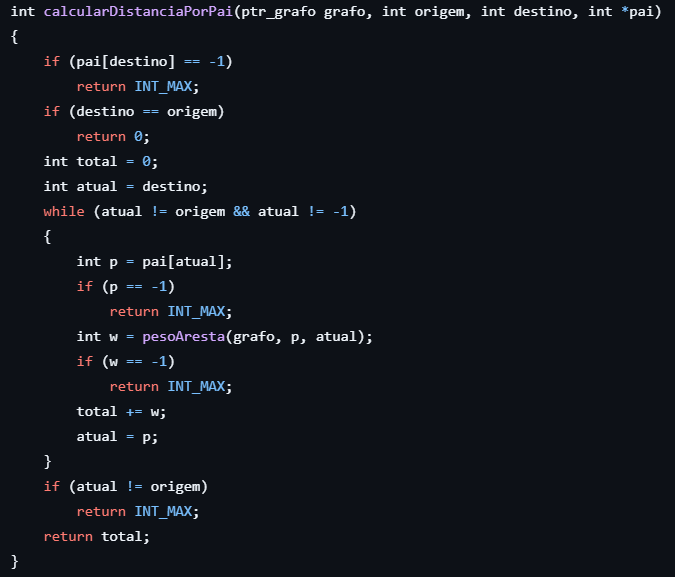 int calcularDistanciaPorPai(ptr_grafo grafo, int origem, int destino, int *pai)
{
    if (pai[destino] == -1)
        return INT_MAX;
    if (destino == origem)
        return 0;
    int total = 0;
    int atual = destino;
    while (atual != origem && atual != -1)
    {
        int p = pai[atual];
        if (p == -1)
            return INT_MAX;
        int w = pesoAresta(grafo, p, atual);
        if (w == -1)
            return INT_MAX;
        total += w;
        atual = p;
    }
    if (atual != origem)
        return INT_MAX;
    return total;
}